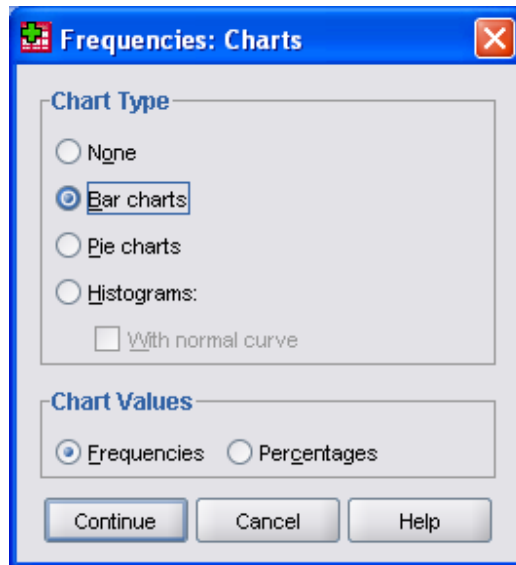 Frequencies: Charts
Chart Type
None
Bar charts
Pie charts
Histograms:
With normal curve
Chart Values
Frequencies Percentages
Continue Cancel Help